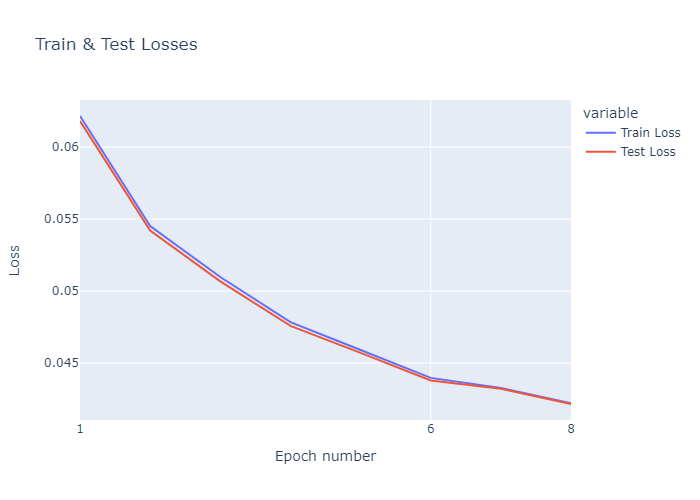 Train & Test Losses
variable
Train Loss
Test Loss
0.06
0.055
0.05
0.045
Loss
1
6
8
Epoch number